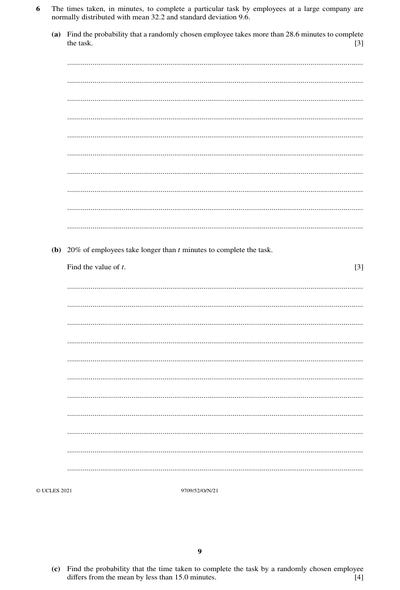 6 The times taken, in minutes, to complete a particular task by employees at a large company are
normally distributed with mean 32.2 and standard deviation 9.6.
(a) Find the probability that a randomly chosen employee takes more than 28.6 minutes to complete
the task. [3]
(b) 20% of employees take longer than t minutes to complete the task.
Find the value of t. [3]
© UCLES 2021 9709/52/O/N/21
9
(c) Find the probability that the time taken to complete the task by a randomly chosen employee
differs from the mean by less than 15.0 minutes. [4]